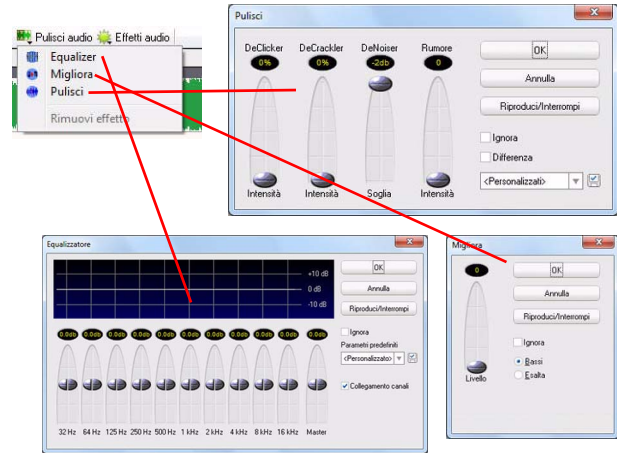 Pulisci audio Effetti audio
Equalizer
Migliora
Pulisci
Rimuovi effetto
Pulisci
DeClicker DeCrackler DeNoiser Rumore
0% 0% -2db 0
Intensità Intensità Soglia Intensità
OK
Annulla
Riproduci/Interrompi
Ignora
Differenza
<Personalizzati>
Equalizzatore
+10 dB
0 dB
-10 dB
0.0db 0.0db 0.0db 0.0db 0.0db 0.0db 0.0db 0.0db 0.0db 0.0db 0.0db
32 Hz 64 Hz 125 Hz 250 Hz 500 Hz 1 kHz 2 kHz 4 kHz 8 kHz 16 kHz Master
OK
Annulla
Riproduci/Interrompi
Ignora
Parametri predefiniti
<Personalizzato>
Collegamento canali
Migliora
0
Livello
OK
Annulla
Riproduci/Interrompi
Ignora
Bassi
Esalta